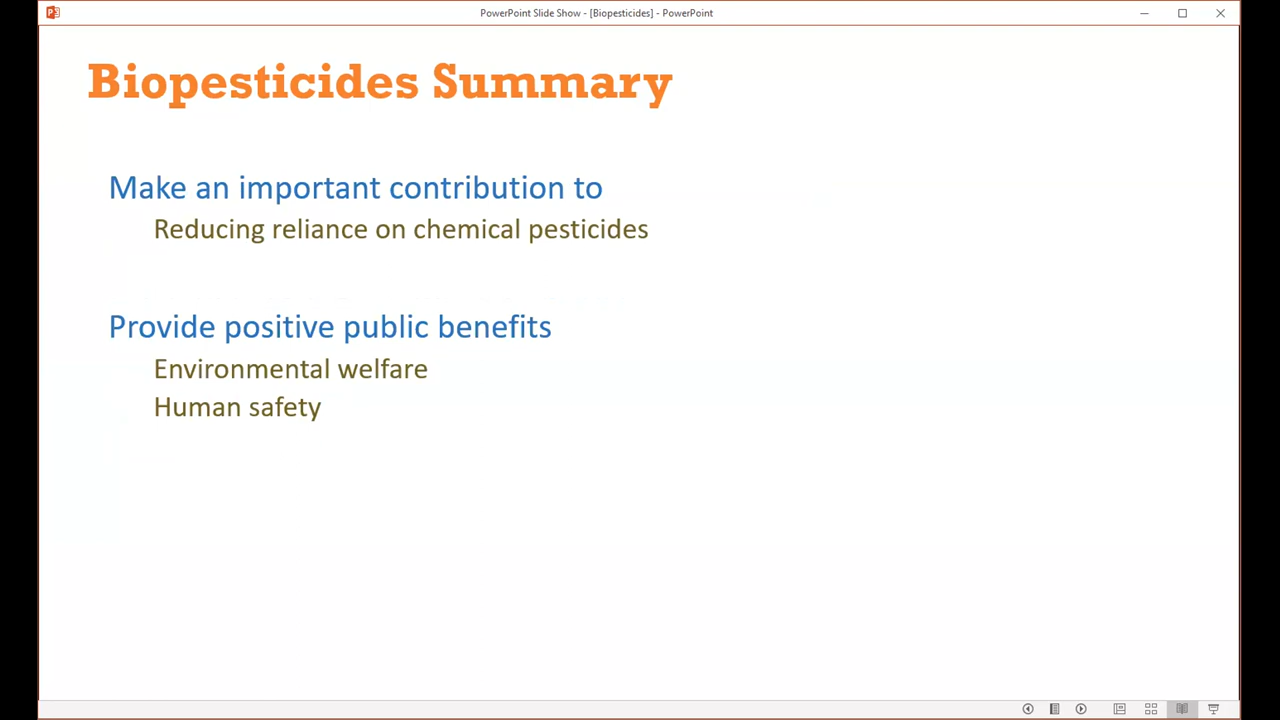 PowerPoint Slide Show - [Biopesticides] - PowerPoint
Biopesticides Summary
Make an important contribution to
Reducing reliance on chemical pesticides
Provide positive public benefits
Environmental welfare
Human safety